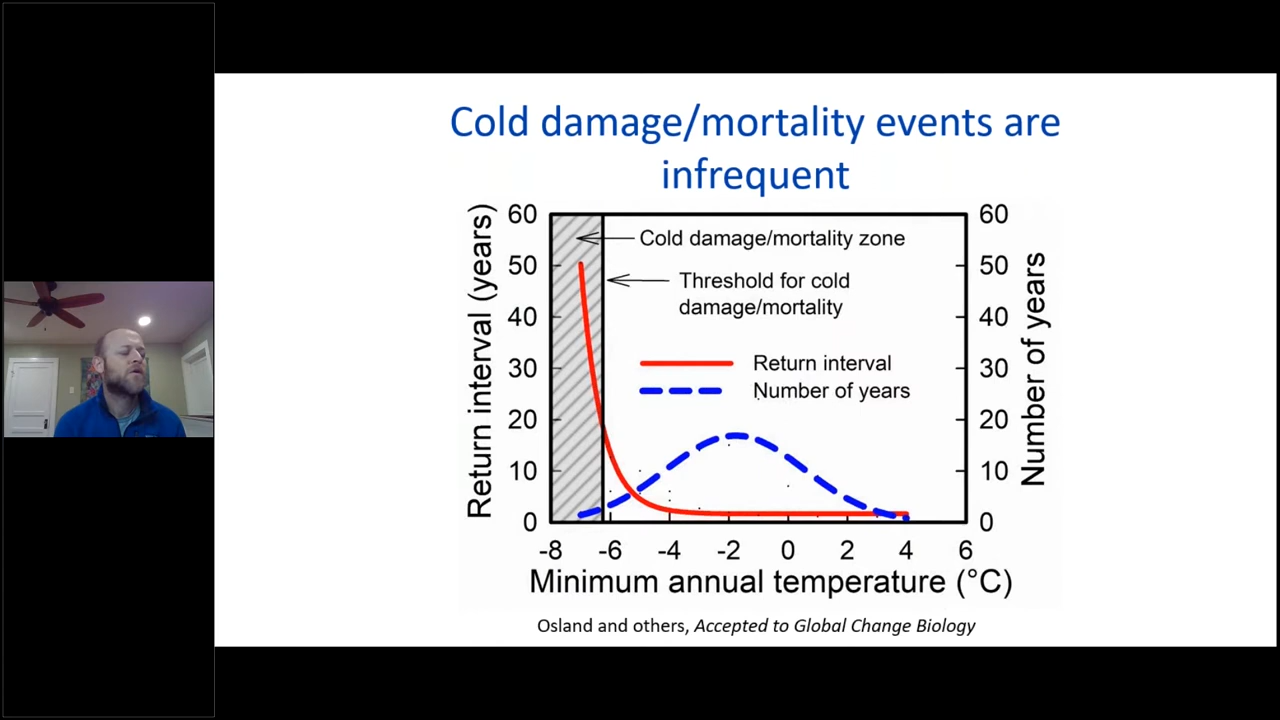 Cold damage/mortality events are
infrequent
Return interval (years)
60
50
40
30
20
10
0
Cold damage/mortality zone
Threshold for cold
damage/mortality
Return interval
Number of years
60
50
40
30
20
10
0
Number of years
-8 -6 -4 -2 0 2 4 6
Minimum annual temperature (°C)
Osland and others, Accepted to Global Change Biology